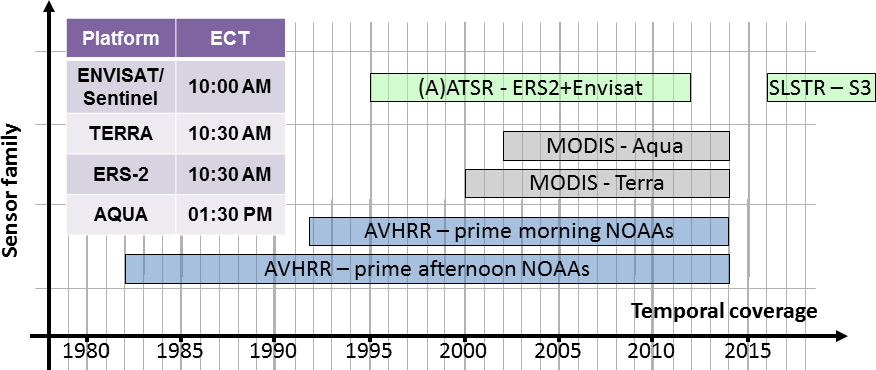 Platform ECT
ENVISAT/
Sentinel 10:00 AM
TERRA 10:30 AM
ERS-2 10:30 AM
AQUA 01:30 PM
(A)ATSR - ERS2+Envisat
SLSTR – S3
MODIS - Aqua
MODIS - Terra
AVHRR – prime morning NOAAs
AVHRR – prime afternoon NOAAs
Sensor family
Temporal coverage
1980 1985 1990 1995 2000 2005 2010 2015